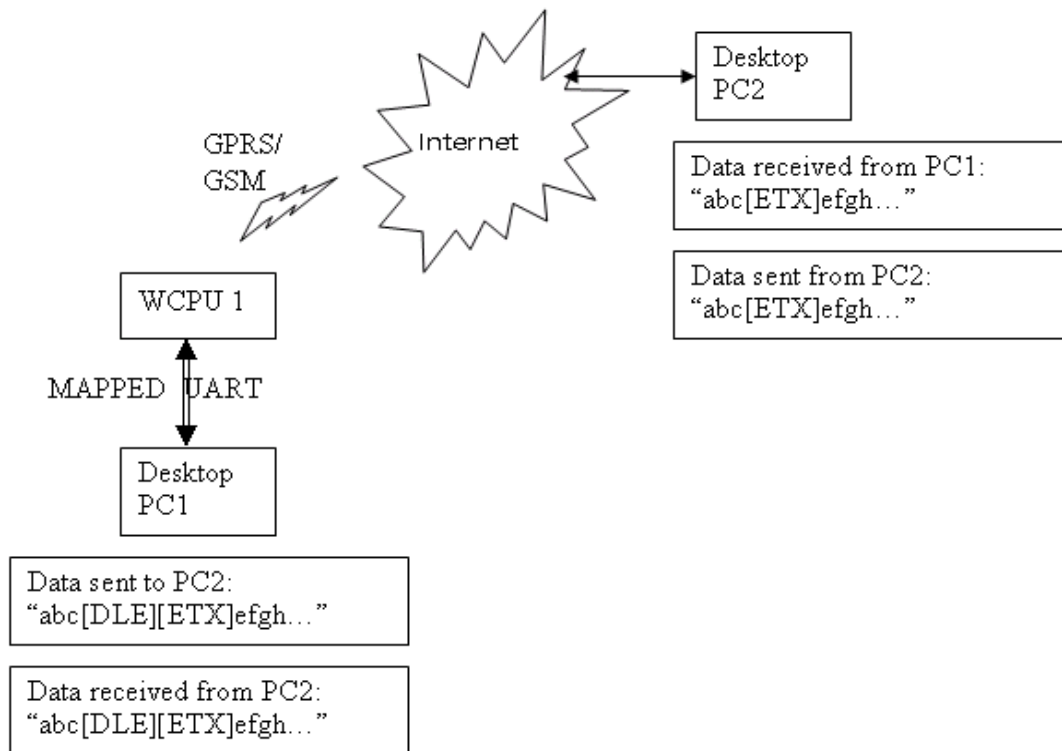 Desktop
PC2
GPRS/
GSM
Internet
Data received from PC1:
“abc[ETX]efgh…”
Data sent from PC2:
“abc[ETX]efgh…”
WCPU 1
MAPPED UART
Desktop
PC1
Data sent to PC2:
“abc[DLE][ETX]efgh…”
Data received from PC2:
“abc[DLE][ETX]efgh…”